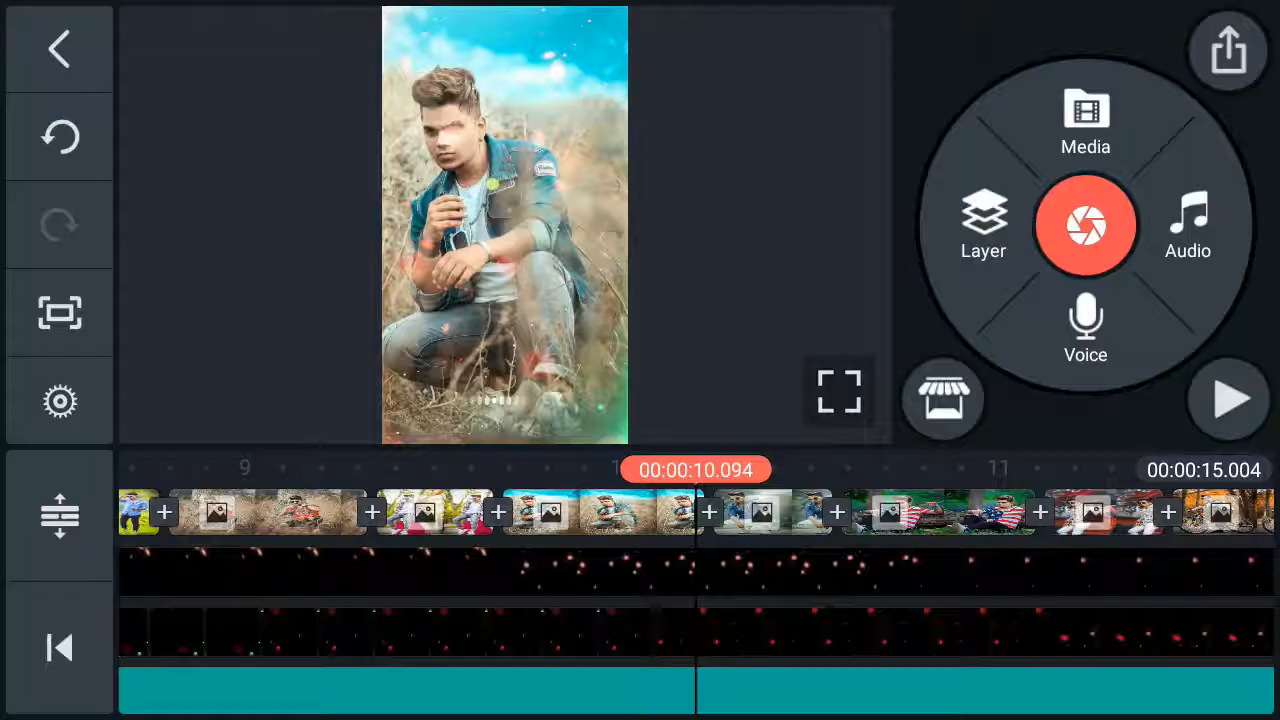 Media
Layer
Audio
Voice
9
11
00:00:10.094
00:00:15.004